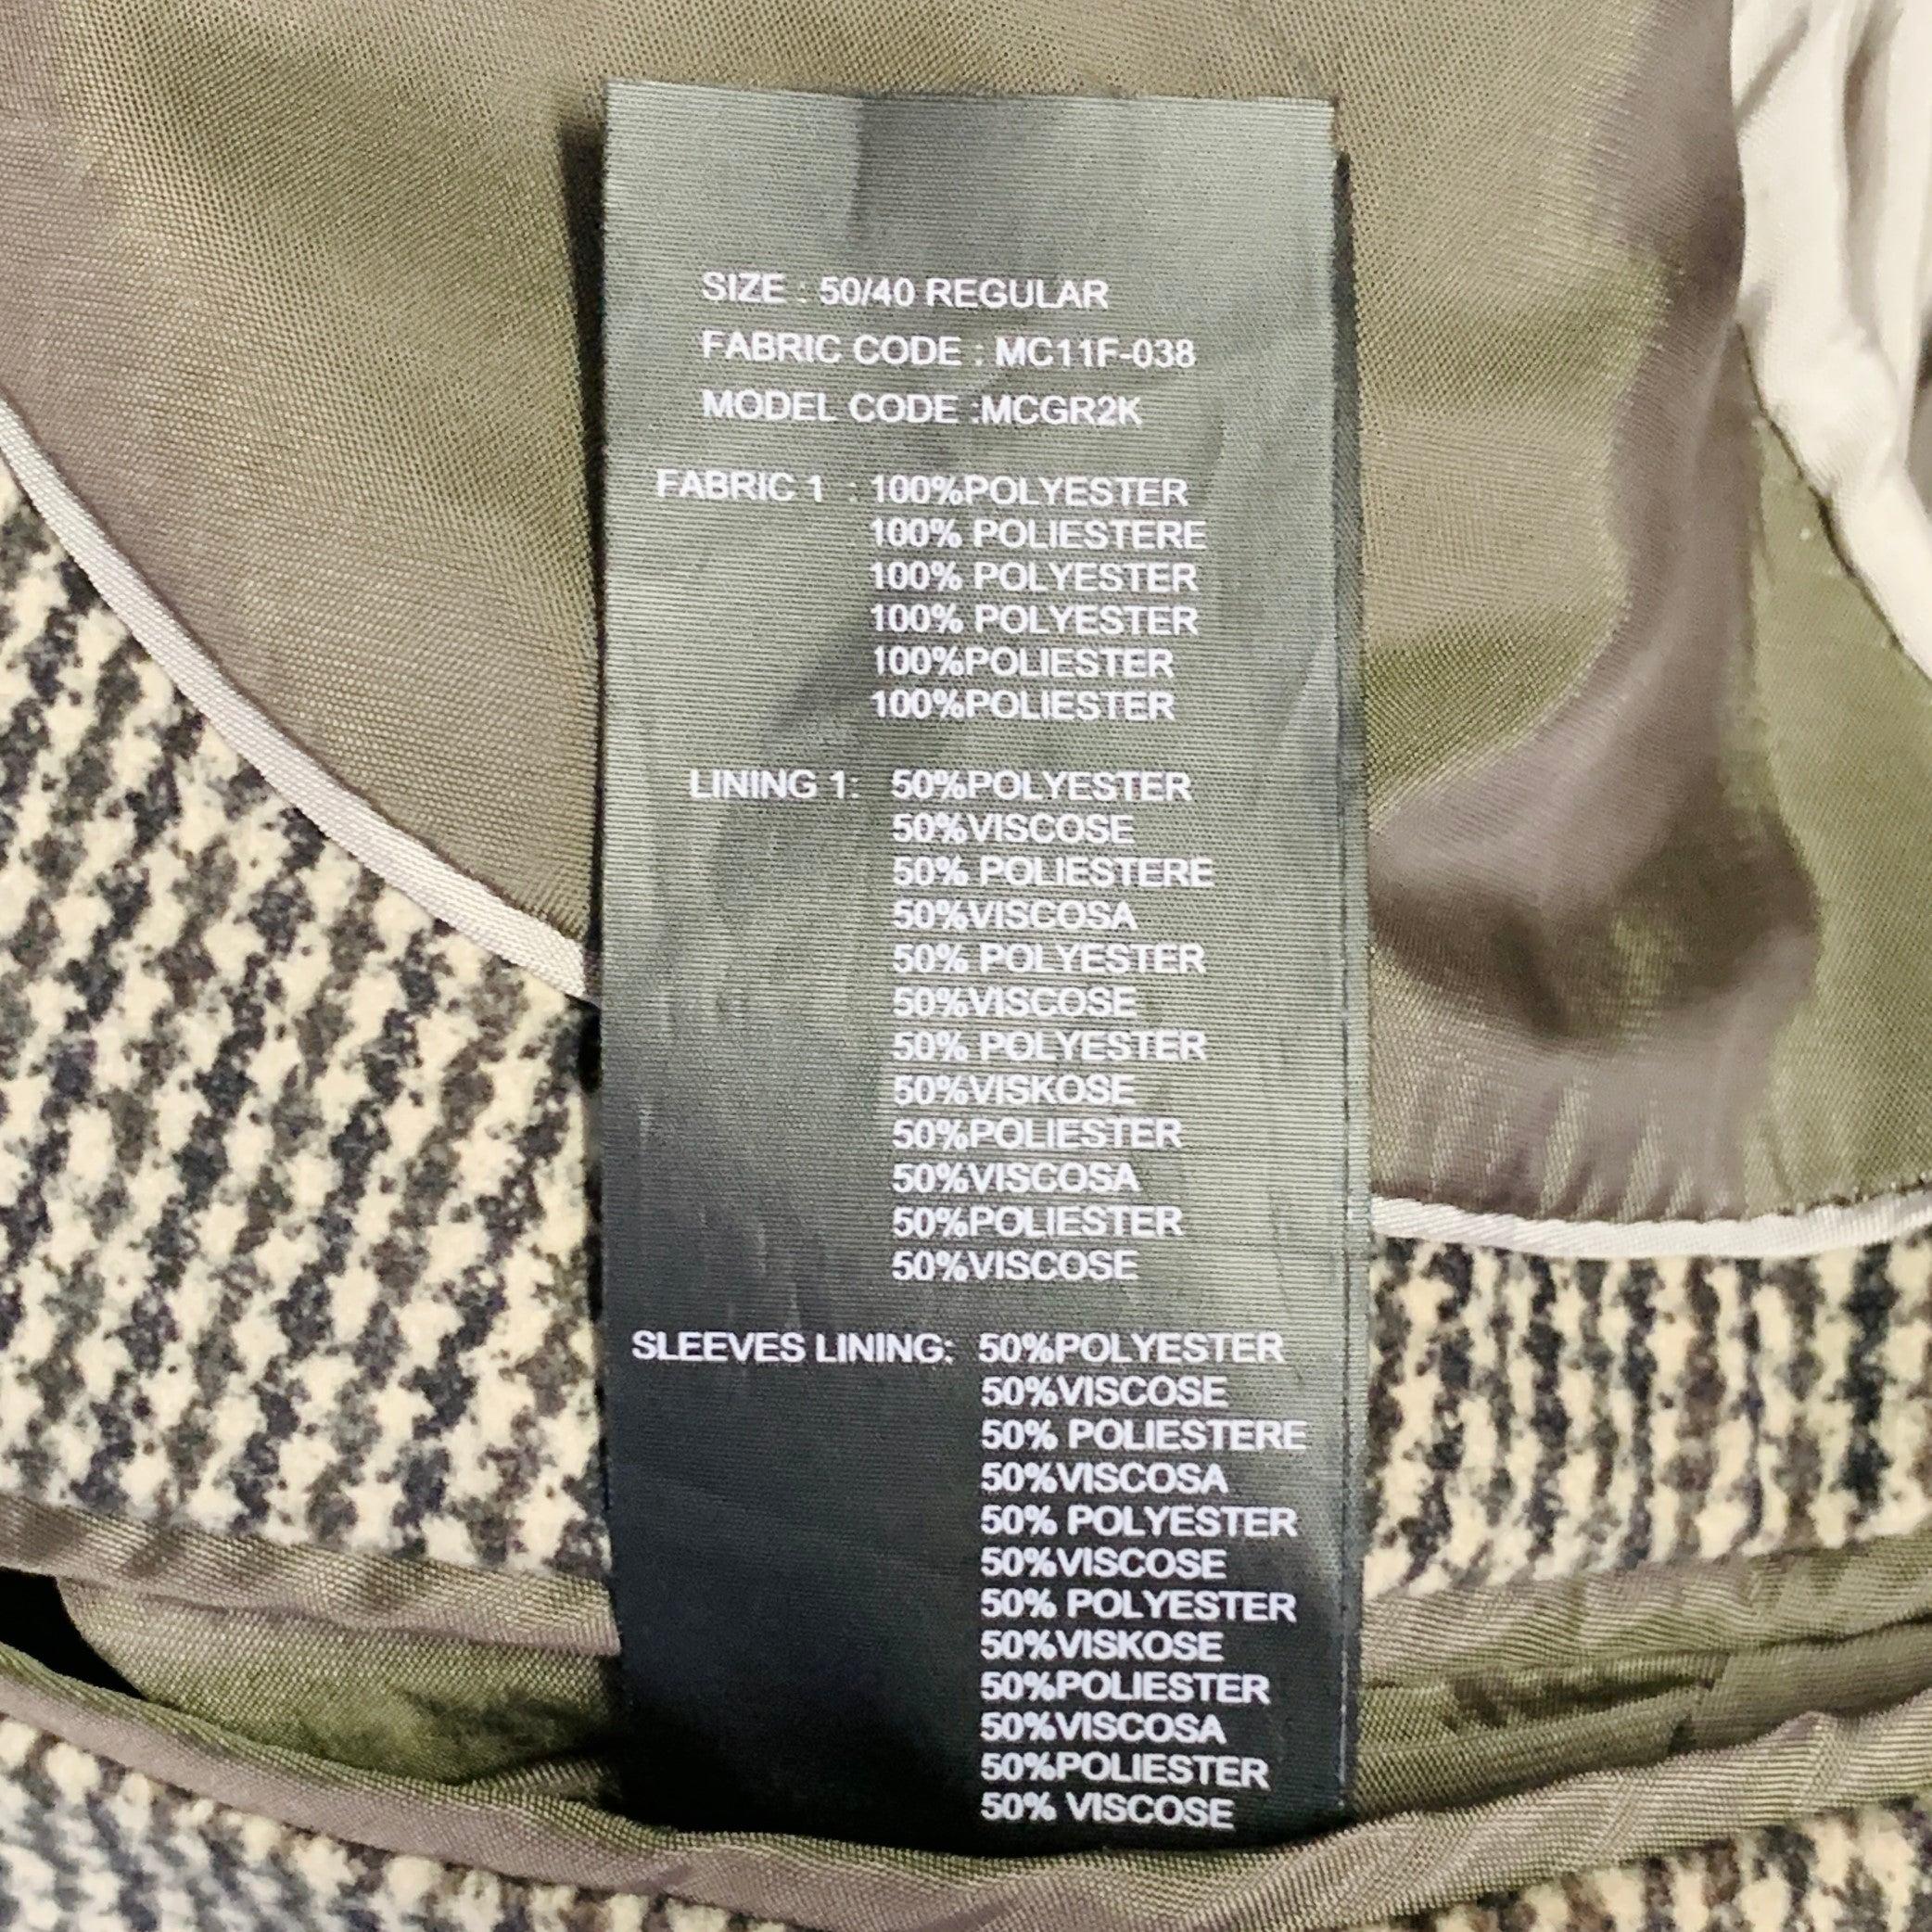 SIZE : 50/40 REGULAR
FABRIC CODE : MC11F-038
MODEL CODE :MCGR2K
FABRIC 1 : 100%POLYESTER
100% POLIESTERE
100% POLYESTER
100% POLYESTER
100%POLIESTER
100%POLIESTER
LINING 1: 50%POLYESTER
50%VISCOSE
50% POLIESTERE
50%VISCOSA
50% POLYESTER
50%VISCOSE
50% POLYESTER
50%VISKOSE
50%POLIESTER
50%VISCOSA
50%POLIESTER
50%VISCOSE
SLEEVES LINING: 50%POLYESTER
50%VISCOSE
50% POLIESTERE
50%VISCOSA
50% POLYESTER
50%VISCOSE
50% POLYESTER
50%VISKOSE
50%POLIESTER
50%VISCOSA
50%POLIESTER
50% VISCOSE